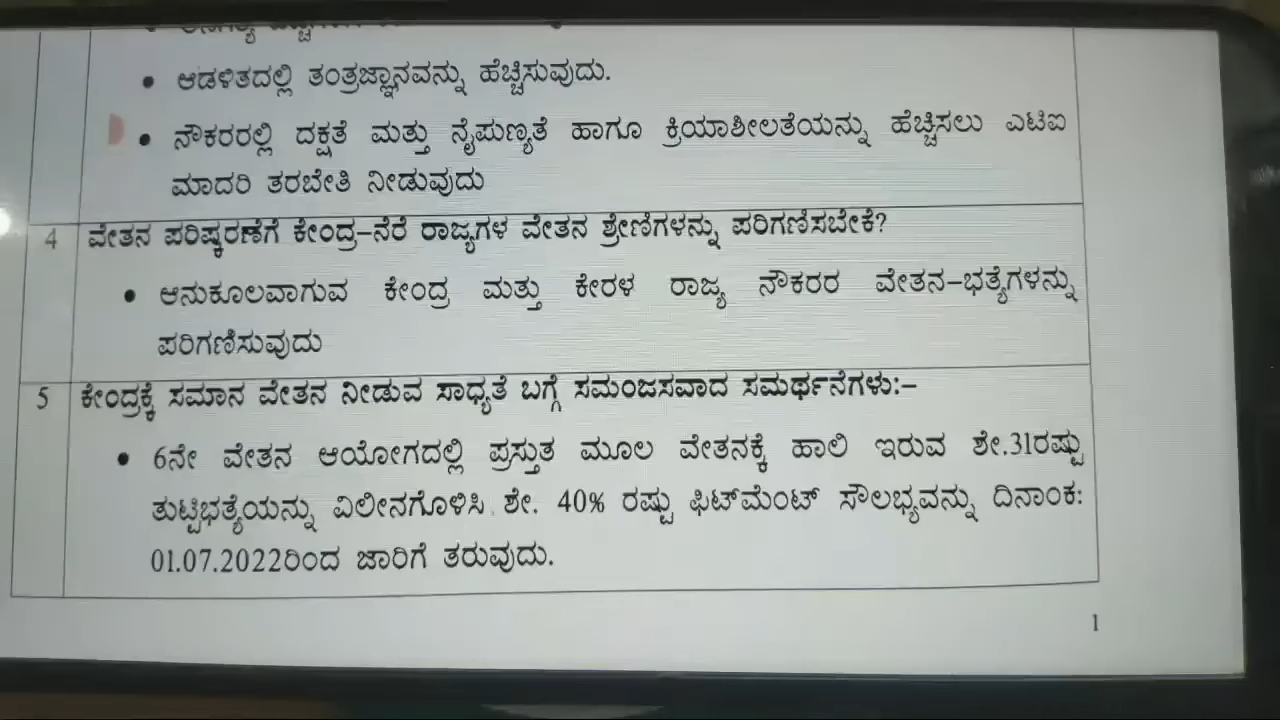 ಆಡಳಿತದಲ್ಲಿ ತಂತ್ರಜ್ಞಾನವನ್ನು ಹೆಚ್ಚಿಸುವುದು.
ನೌಕರರಲ್ಲಿ ದಕ್ಷತೆ ಮತ್ತು ನೈಪುಣ್ಯತೆ ಹಾಗೂ ಕ್ರಿಯಾಶೀಲತೆಯನ್ನು ಹೆಚ್ಚಿಸಲು ಎಟಿಐ
ಮಾದರಿ ತರಬೇತಿ ನೀಡುವುದು
4 ವೇತನ ಪರಿಷ್ಕರಣೆಗೆ ಕೇಂದ್ರ-ನೆರೆ ರಾಜ್ಯಗಳ ವೇತನ ಶ್ರೇಣಿಗಳನ್ನು ಪರಿಗಣಿಸಬೇಕೆ?
ಅನುಕೂಲವಾಗುವ ಕೇಂದ್ರ ಮತ್ತು ಕೇರಳ ರಾಜ್ಯ ನೌಕರರ ವೇತನ-ಭತ್ಯೆಗಳನ್ನು
ಪರಿಗಣಿಸುವುದು
5 ಕೇಂದ್ರಕ್ಕೆ ಸಮಾನ ವೇತನ ನೀಡುವ ಸಾಧ್ಯತೆ ಬಗ್ಗೆ ಸಮಂಜಸವಾದ ಸಮರ್ಥನೆಗಳು:-
6ನೇ ವೇತನ ಆಯೋಗದಲ್ಲಿ ಪ್ರಸ್ತುತ ಮೂಲ ವೇತನಕ್ಕೆ ಹಾಲಿ ಇರುವ ಶೇ.31ರಷ್ಟು
ತುಟ್ಟಿಭತ್ಯೆಯನ್ನು ವಿಲೀನಗೊಳಿಸಿ ಶೇ. 40% ರಷ್ಟು ಫಿಟ್‌ಮೆಂಟ್ ಸೌಲಭ್ಯವನ್ನು ದಿನಾಂಕ:
01.07.2022ರಿಂದ ಜಾರಿಗೆ ತರುವುದು.
1